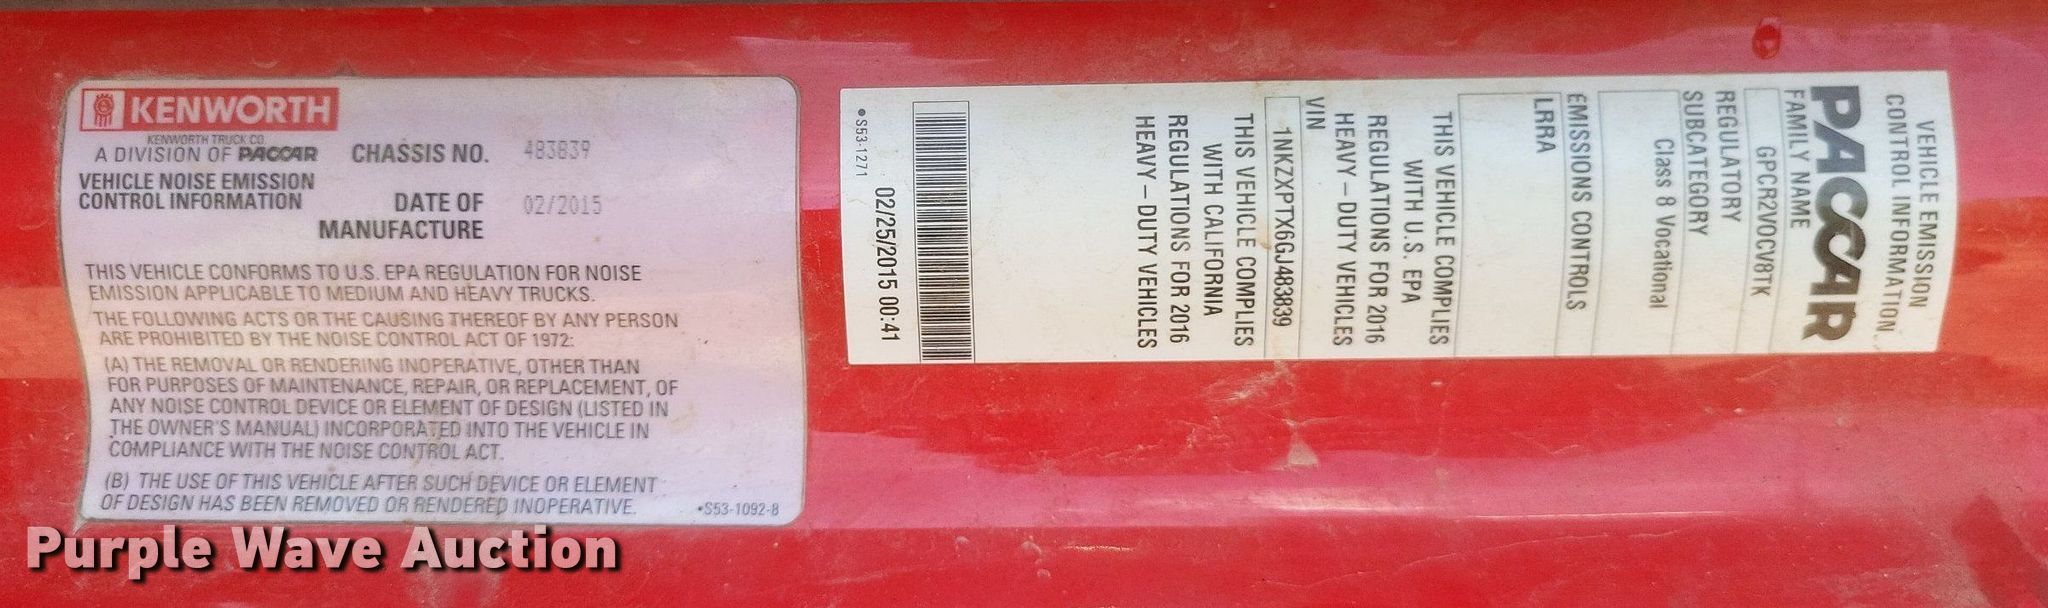 KENWORTH
KENWORTH TRUCK CO.
A DIVISION OF PACCAR
CHASSIS NO. 483839
VEHICLE NOISE EMISSION
CONTROL INFORMATION
DATE OF
MANUFACTURE
02/2015
THIS VEHICLE CONFORMS TO U.S. EPA REGULATION FOR NOISE
EMISSION APPLICABLE TO MEDIUM AND HEAVY TRUCKS.
THE FOLLOWING ACTS OR THE CAUSING THEREOF BY ANY PERSON
ARE PROHIBITED BY THE NOISE CONTROL ACT OF 1972:
(A) THE REMOVAL OR RENDERING INOPERATIVE, OTHER THAN
FOR PURPOSES OF MAINTENANCE, REPAIR, OR REPLACEMENT, OF
ANY NOISE CONTROL DEVICE OR ELEMENT OF DESIGN (LISTED IN
THE OWNER'S MANUAL) INCORPORATED INTO THE VEHICLE IN
COMPLIANCE WITH THE NOISE CONTROL ACT.
(B) THE USE OF THIS VEHICLE AFTER SUCH DEVICE OR ELEMENT
OF DESIGN HAS BEEN REMOVED OR RENDERED INOPERATIVE.
•S53-1092-8
VEHICLE EMISSION
CONTROL INFORMATION
PACCAR
FAMILY NAME
GPCR2VOCV8TK
REGULATORY
SUBCATEGORY
Class 8 Vocational
EMISSIONS CONTROLS
LRRA
THIS VEHICLE COMPLIES
WITH U.S. EPA
REGULATIONS FOR 2016
HEAVY – DUTY VEHICLES
VIN
1NKZXPTX6GJ483839
THIS VEHICLE COMPLIES
WITH CALIFORNIA
REGULATIONS FOR 2016
HEAVY – DUTY VEHICLES
02/25/2015 00:41
•S53-1271
Purple Wave Auction